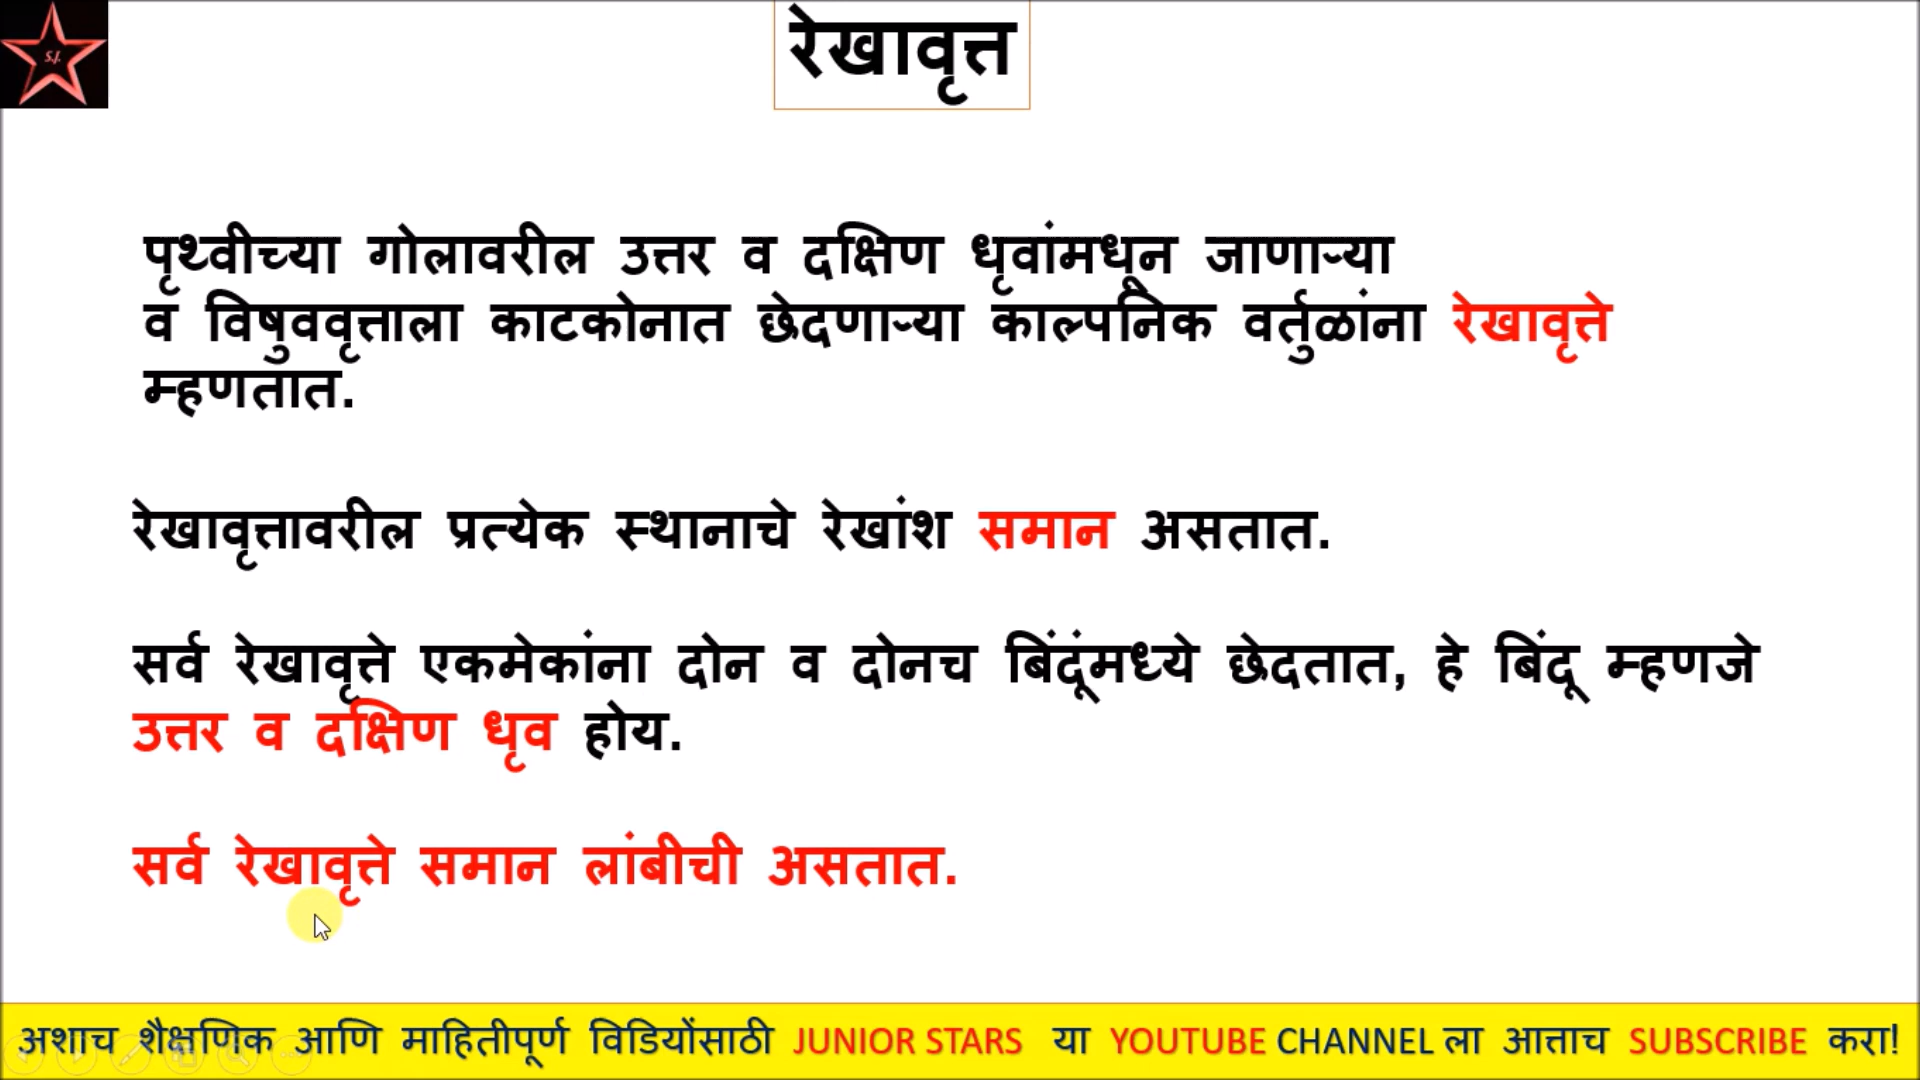 S.J.
रेखावृत्त
पृथ्वीच्या गोलावरील उत्तर व दक्षिण धृवांमधून जाणाऱ्या
व विषुववृत्ताला काटकोनात छेदणाऱ्या काल्पनिक वर्तुळांना रेखावृत्ते
म्हणतात.
रेखावृत्तावरील प्रत्येक स्थानाचे रेखांश समान असतात.
सर्व रेखावृत्ते एकमेकांना दोन व दोनच बिंदूंमध्ये छेदतात, हे बिंदू म्हणजे
उत्तर व दक्षिण धृव होय.
सर्व रेखावृत्ते समान लांबीची असतात.
अशाच शैक्षणिक आणि माहितीपूर्ण विडियोंसाठी JUNIOR STARS या YOUTUBE CHANNEL ला आत्ताच SUBSCRIBE करा!